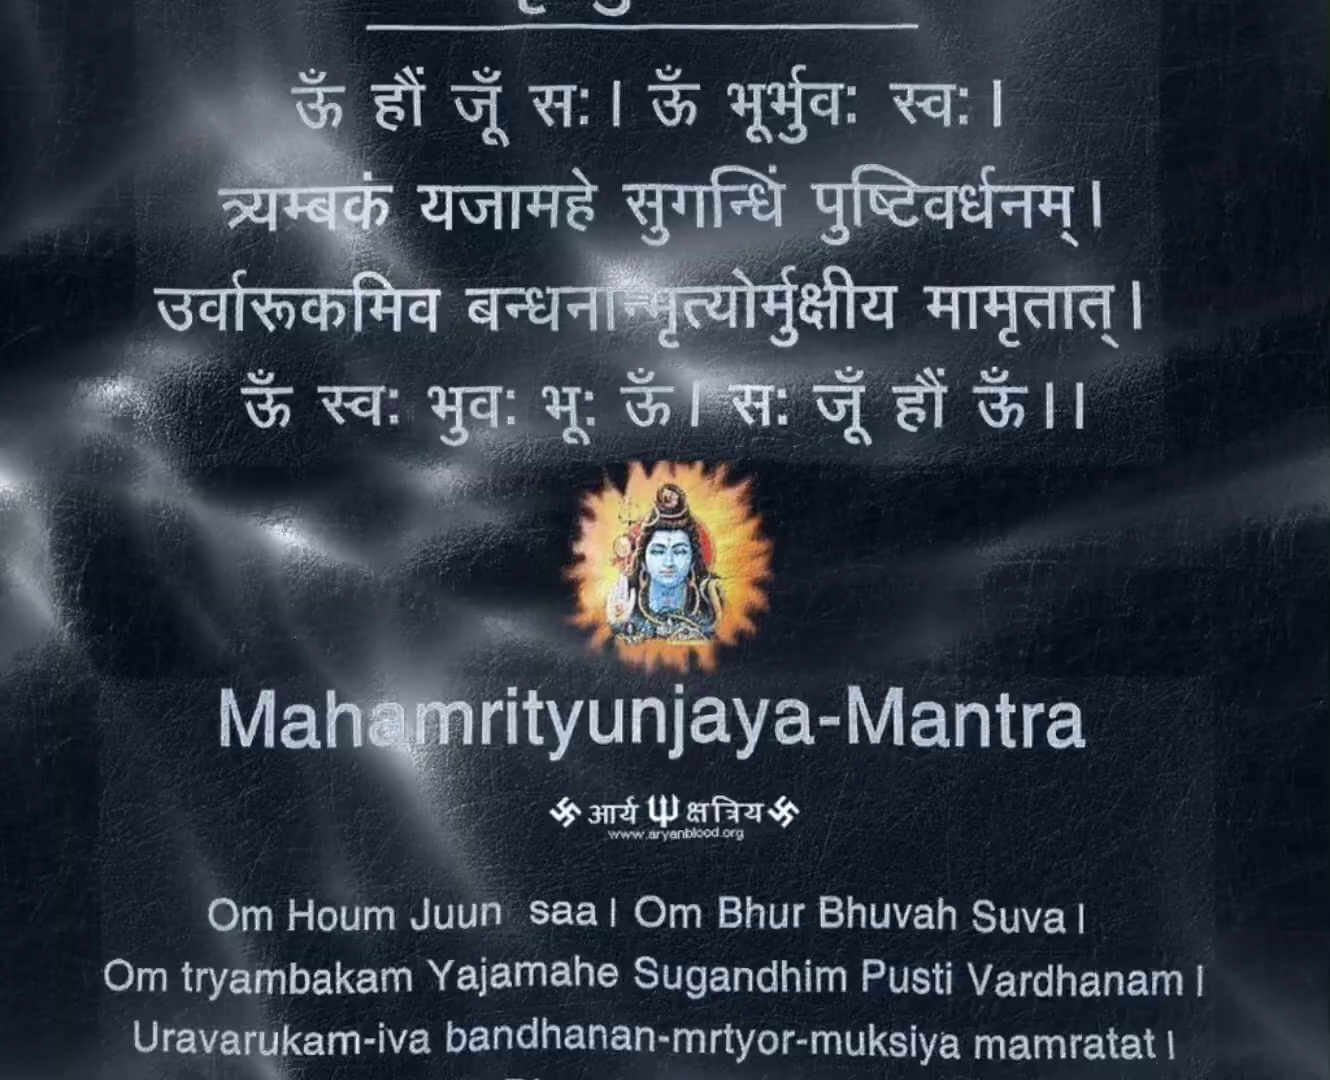 ॐ हौं जूँ सः। ॐ भूर्भुवः स्वः।
त्र्यम्बकं यजामहे सुगन्धिं पुष्टिवर्धनम्।
उर्वारूकमिव बन्धनान्मृत्योर्मुक्षीय मामृतात्।
ॐ स्वः भुवः भूः ॐ। सः जूँ हौं ॐ।।
Mahamrityunjaya-Mantra
卐 आर्य क्षत्रिय 卐
www.aryanblood.org
Om Houm Juun saa। Om Bhur Bhuvah Suva।
Om tryambakam Yajamahe Sugandhim Pusti Vardhanam।
Uravarukam-iva bandhanan-mrtyor-muksiya mamratat।